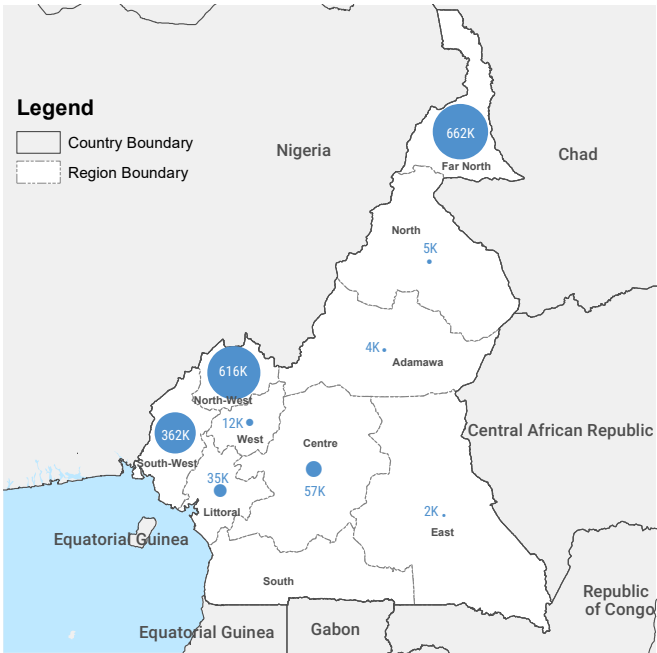 Legend
Country Boundary
Region Boundary
Nigeria
Chad
662K
Far North
North
5K
4K
Adamawa
616K
North-West
12K
West
362K
South-West
Centre
57K
Central African Republic
35K
Littoral
2K
East
Equatorial Guinea
South
Republic
of Congo
Equatorial Guinea
Gabon